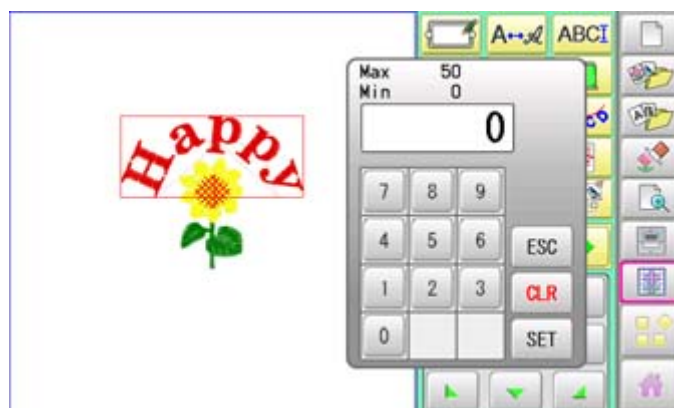 A↔A ABCI
Max 50
Min 0
0
Happy
7 8 9
4 5 6 ESC
1 2 3 CLR
0 SET